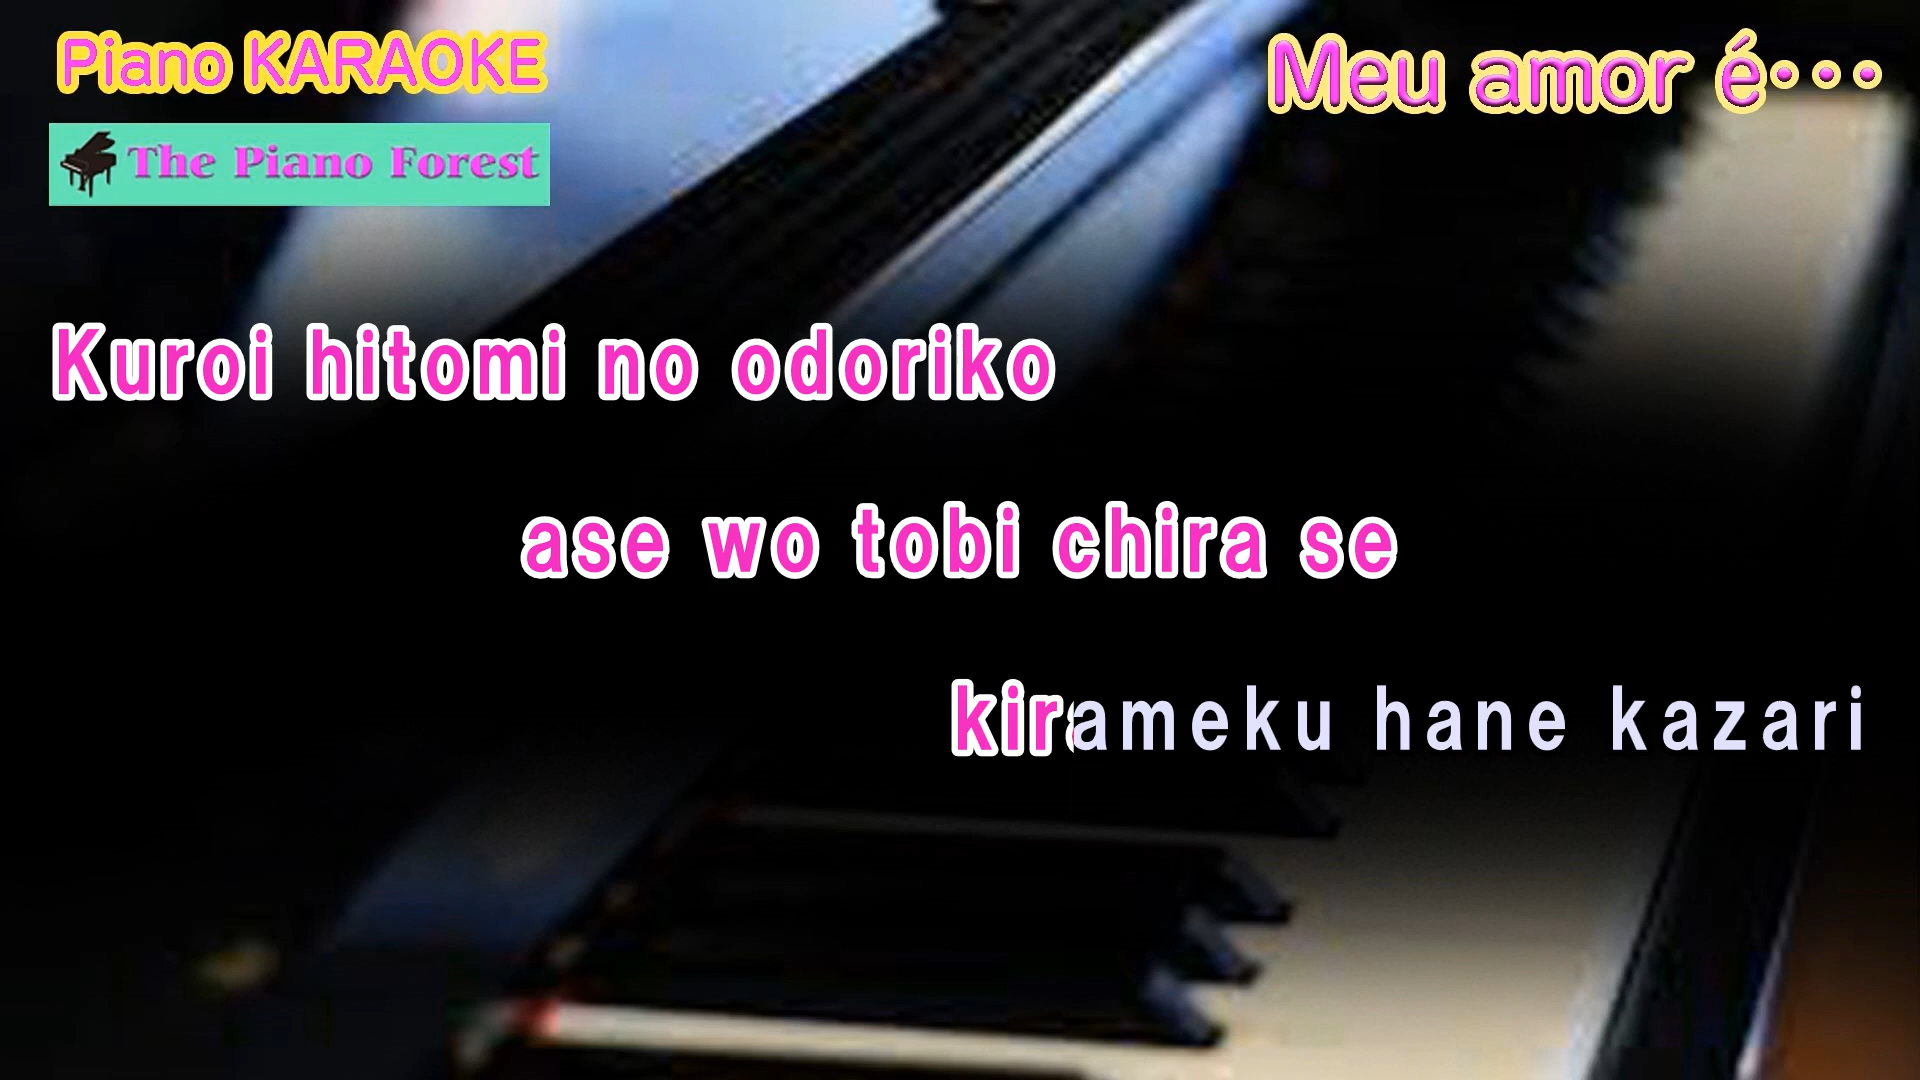 Piano KARAOKE
Meu amor é･･･
The Piano Forest
Kuroi hitomi no odoriko
ase wo tobi chira se
kirameku hane kazari